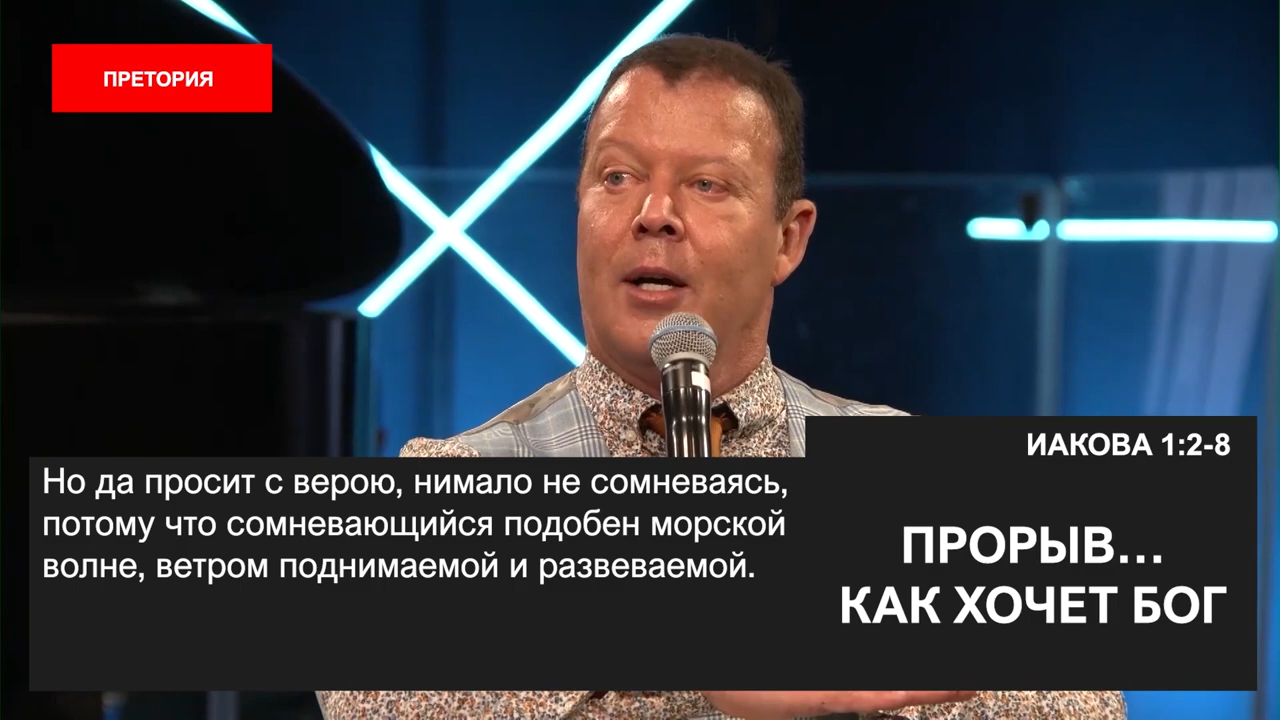 ПРЕТОРИЯ
ИАКОВА 1:2-8
Но да просит с верою, нимало не сомневаясь,
потому что сомневающийся подобен морской
волне, ветром поднимаемой и развеваемой.
ПРОРЫВ...
КАК ХОЧЕТ БОГ